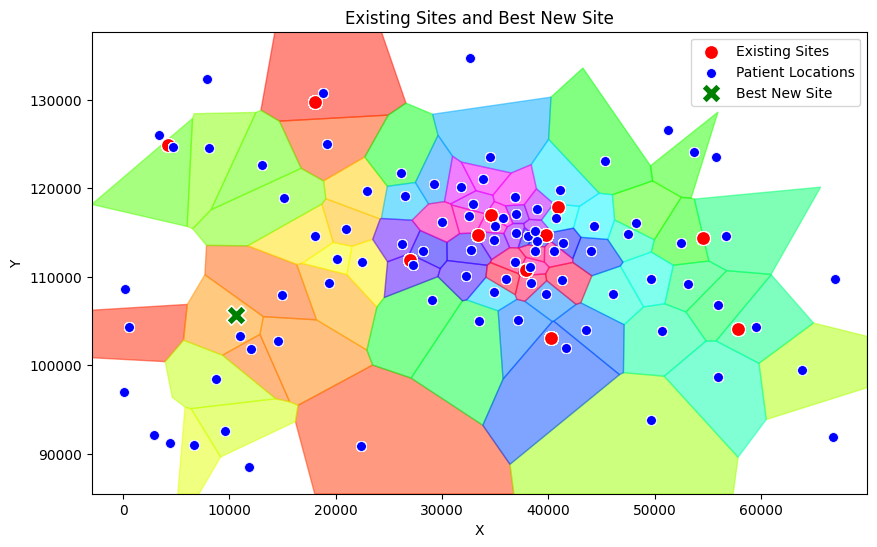 Existing Sites and Best New Site
Existing Sites
Patient Locations
Best New Site
130000
120000
110000
100000
90000
Y
0
10000
20000
30000
40000
50000
60000
X